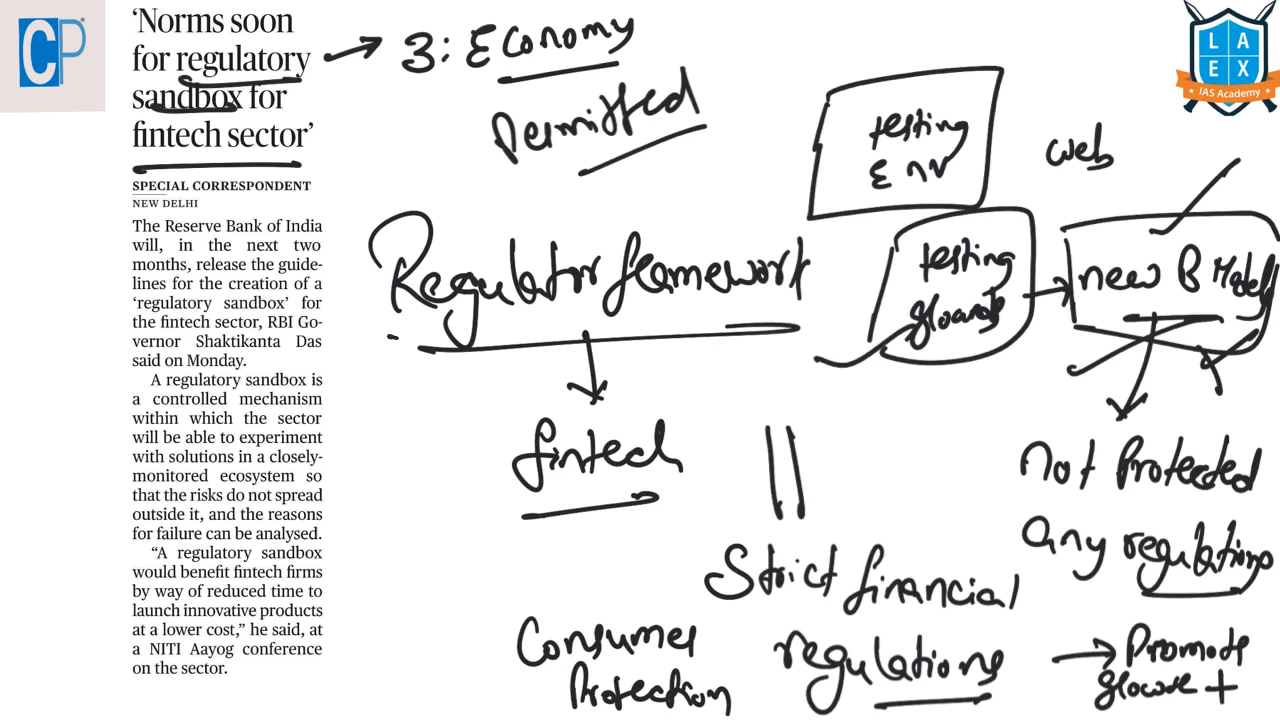 CP
'Norms soon
for regulatory
sandbox for
fintech sector'
SPECIAL CORRESPONDENT
NEW DELHI
The Reserve Bank of India
will, in the next two
months, release the guide-
lines for the creation of a
'regulatory sandbox' for
the fintech sector, RBI Go-
vernor Shaktikanta Das
said on Monday.
A regulatory sandbox is
a controlled mechanism
within which the sector
will be able to experiment
with solutions in a closely-
monitored ecosystem so
that the risks do not spread
outside it, and the reasons
for failure can be analysed.
"A regulatory sandbox
would benefit fintech firms
by way of reduced time to
launch innovative products
at a lower cost," he said, at
a NITI Aayog conference
on the sector.
3: Economy
Permitted
testing
Env
web
Regulator framework
testing
new B Model
fintech
Not Protected
any regulations
Strict financial
regulations
Consumer
Protection
Promote
+
L A
E X
IAS Academy